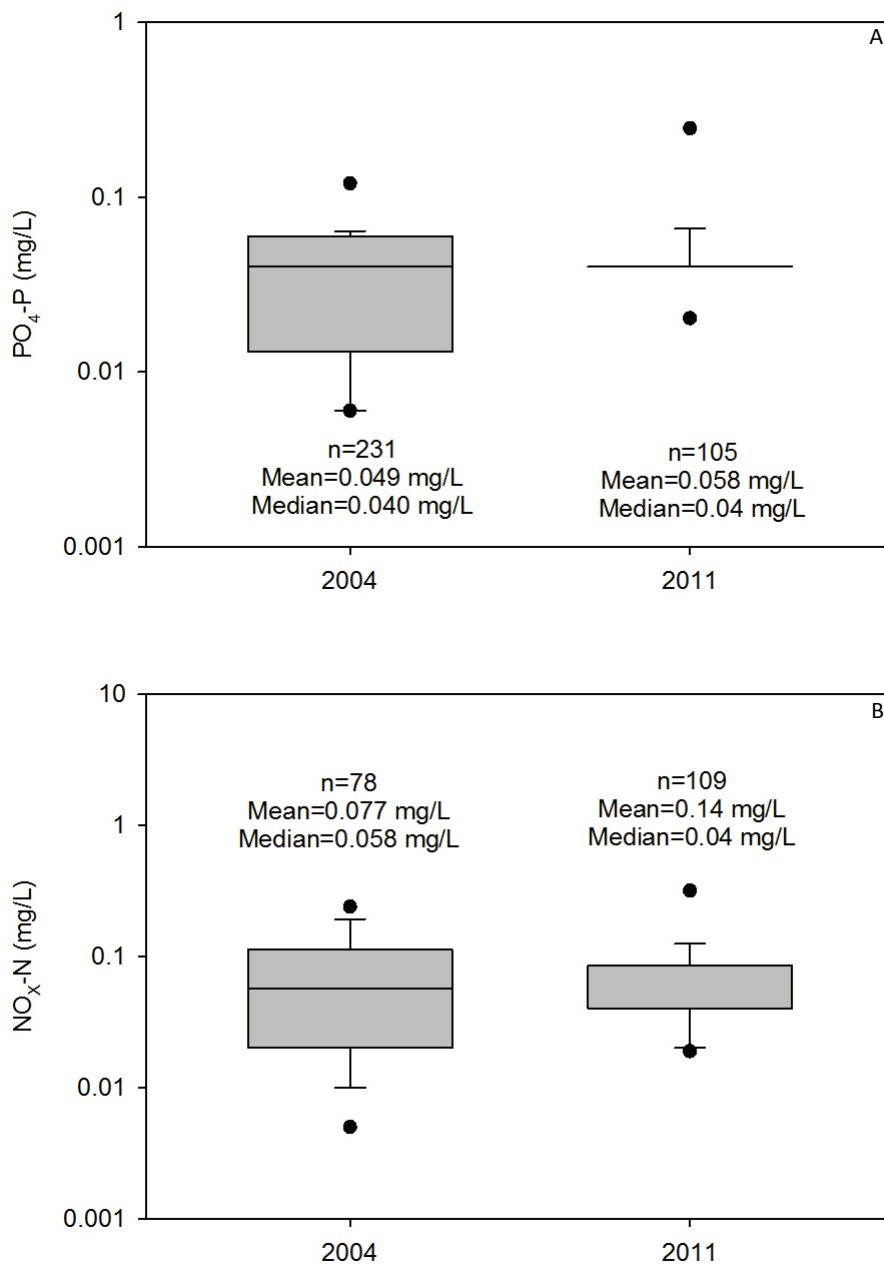 A
1
0.1
0.01
0.001
PO₄-P (mg/L)
n=231
Mean=0.049 mg/L
Median=0.040 mg/L
n=105
Mean=0.058 mg/L
Median=0.04 mg/L
2004
2011
B
10
1
0.1
0.01
0.001
NOₓ-N (mg/L)
n=78
Mean=0.077 mg/L
Median=0.058 mg/L
n=109
Mean=0.14 mg/L
Median=0.04 mg/L
2004
2011